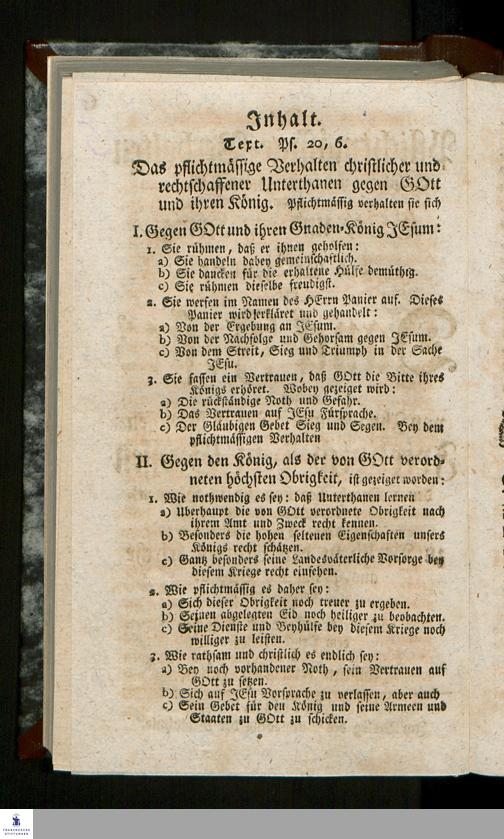 Inhalt.
Text. Ps. 20, 6.
Das pflichtmässige Verhalten christlicher und
rechtschaffener Unterthanen gegen GOtt
und ihren König. Pflichtmässig verhalten sie sich
I. Gegen GOtt und ihren Gnaden-König JEsum:
1. Sie rühmen, daß er ihnen geholfen:
a) Sie handeln dabey gemeinschaftlich.
b) Sie dancken für die erhaltene Hülfe demüthig.
c) Sie rühmen dieselbe freudigst.
2. Sie werfen im Namen des HErrn Panier auf. Dieses
Panier wird erkläret und gehandelt:
a) Von der Ergebung an JEsum.
b) Von der Nachfolge und Gehorsam gegen JEsum.
c) Von dem Streit, Sieg und Triumph in der Sache
JEsu.
3. Sie fassen ein Vertrauen, daß GOtt die Bitte ihres
Königs erhöret. Wobey gezeiget wird:
a) Die rückständige Noth und Gefahr.
b) Das Vertrauen auf JEsu Fürsprache.
c) Der Gläubigen Gebet Sieg und Segen. Bey dem
pflichtmässigen Verhalten
II. Gegen den König, als der von GOtt verord-
neten höchsten Obrigkeit, ist gezeiget worden:
1. Wie nothwendig es sey: daß Unterthanen lernen
a) Uberhaupt die von GOtt verordnete Obrigkeit nach
ihrem Amt und Zweck recht kennen.
b) Besonders die hohen seltenen Eigenschaften unsers
Königs recht schätzen.
c) Gantz besonders seine Landesväterliche Vorsorge bey
diesem Kriege recht einsehen.
2. Wie pflichtmässig es daher sey:
a) Sich dieser Obrigkeit noch treuer zu ergeben.
b) Seinen abgelegten Eid noch heiliger zu beobachten.
c) Seine Dienste und Beyhülfe bey diesem Kriege noch
williger zu leisten.
3. Wie rathsam und christlich es endlich sey:
a) Bey noch vorhandener Noth, sein Vertrauen auf
GOtt zu setzen.
b) Sich auf JEsu Vorsprache zu verlassen, aber auch
c) Sein Gebet für den König und seine Armeen und
Staaten zu GOtt zu schicken.
FRANCKESCHE
STIFTUNGEN